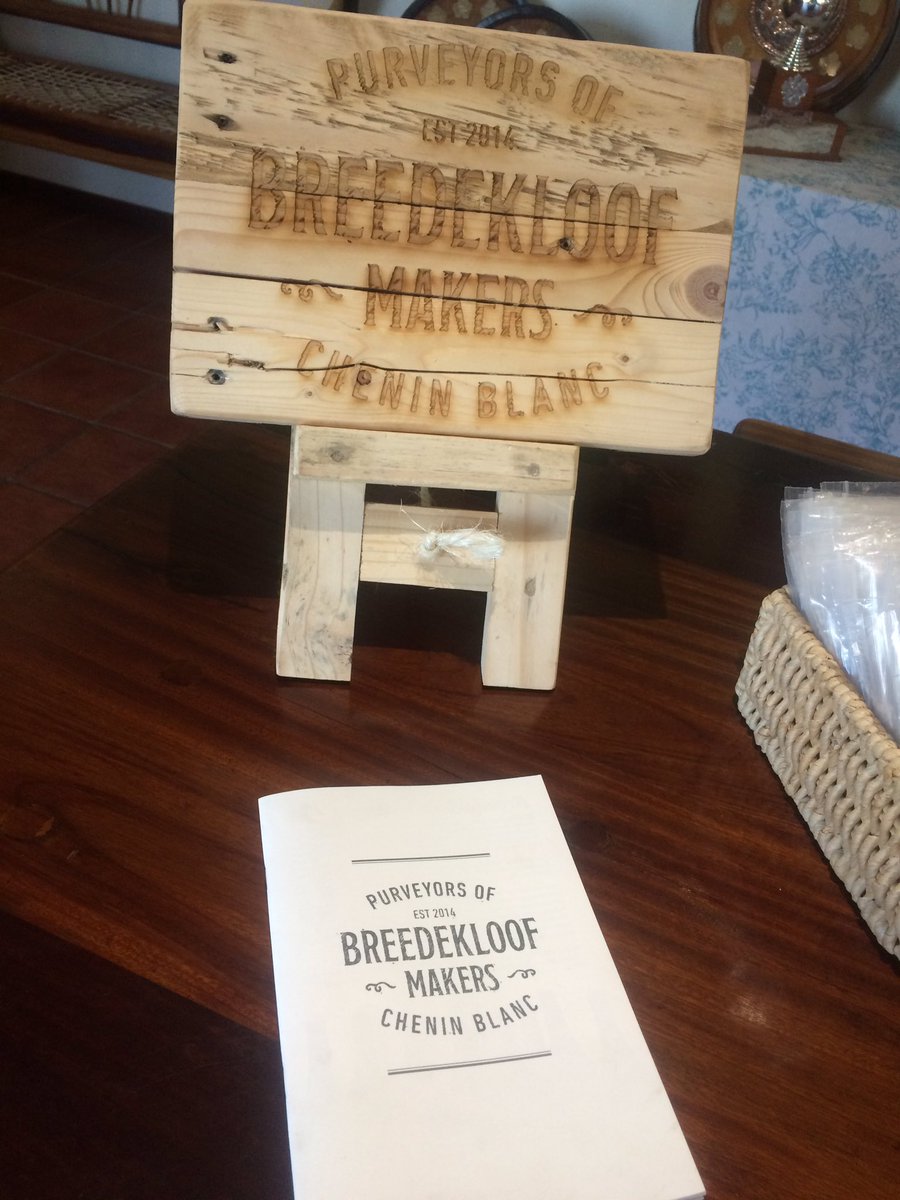 PURVEYORS OF
EST 2014
BREEDEKLOOF
MAKERS
CHENIN BLANC
PURVEYORS OF
EST 2014
BREEDEKLOOF
MAKERS
CHENIN BLANC